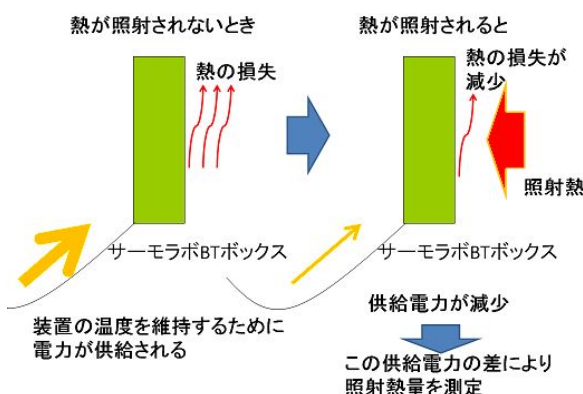 熱が照射されないとき
熱の損失
サーモラボBTボックス
装置の温度を維持するために
電力が供給される
熱が照射されると
熱の損失が
減少
照射熱
サーモラボBTボックス
供給電力が減少
この供給電力の差により
照射熱量を測定